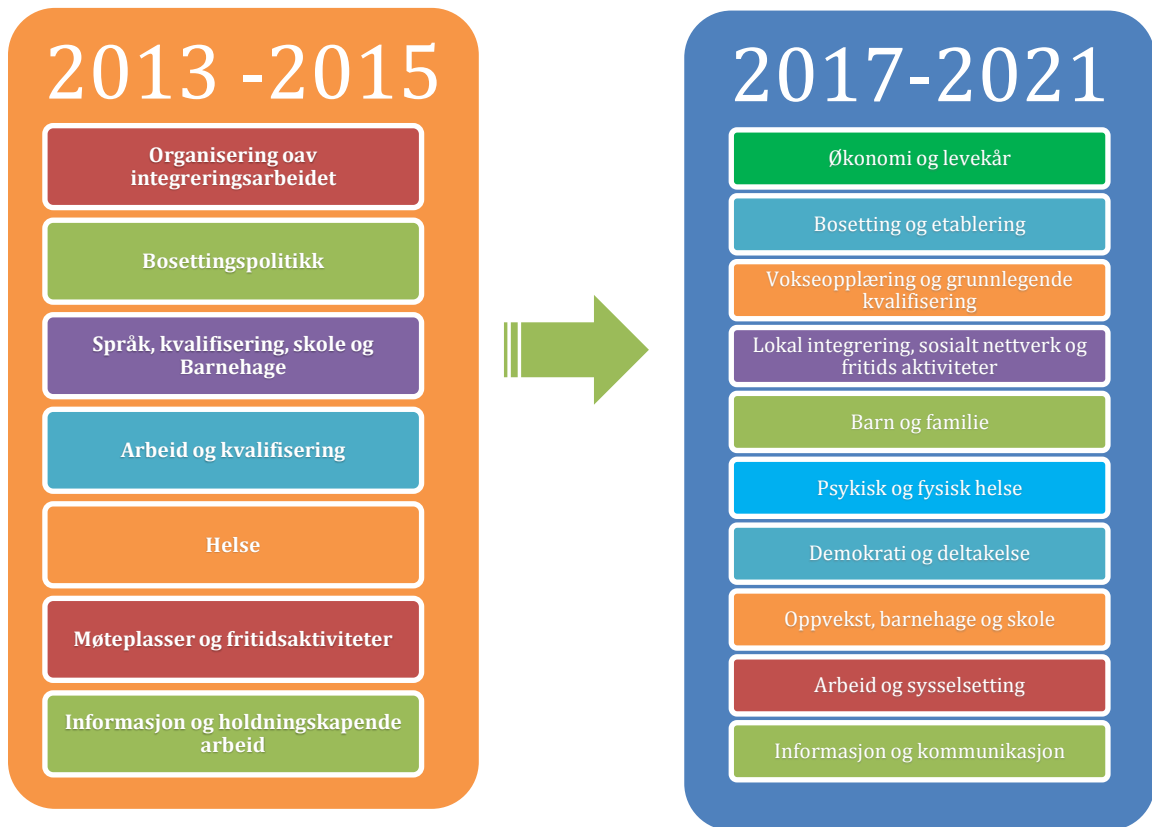 2013 -2015
Organisering oav
integreringsarbeidet
Bosettingspolitikk
Språk, kvalifisering, skole og
Barnehage
Arbeid og kvalifisering
Helse
Møteplasser og fritidsaktiviteter
Informasjon og holdningskapende
arbeid
2017-2021
Økonomi og levekår
Bosetting og etablering
Vokseopplæring og grunnlegende
kvalifisering
Lokal integrering, sosialt nettverk og
fritids aktiviteter
Barn og familie
Psykisk og fysisk helse
Demokrati og deltakelse
Oppvekst, barnehage og skole
Arbeid og sysselsetting
Informasjon og kommunikasjon